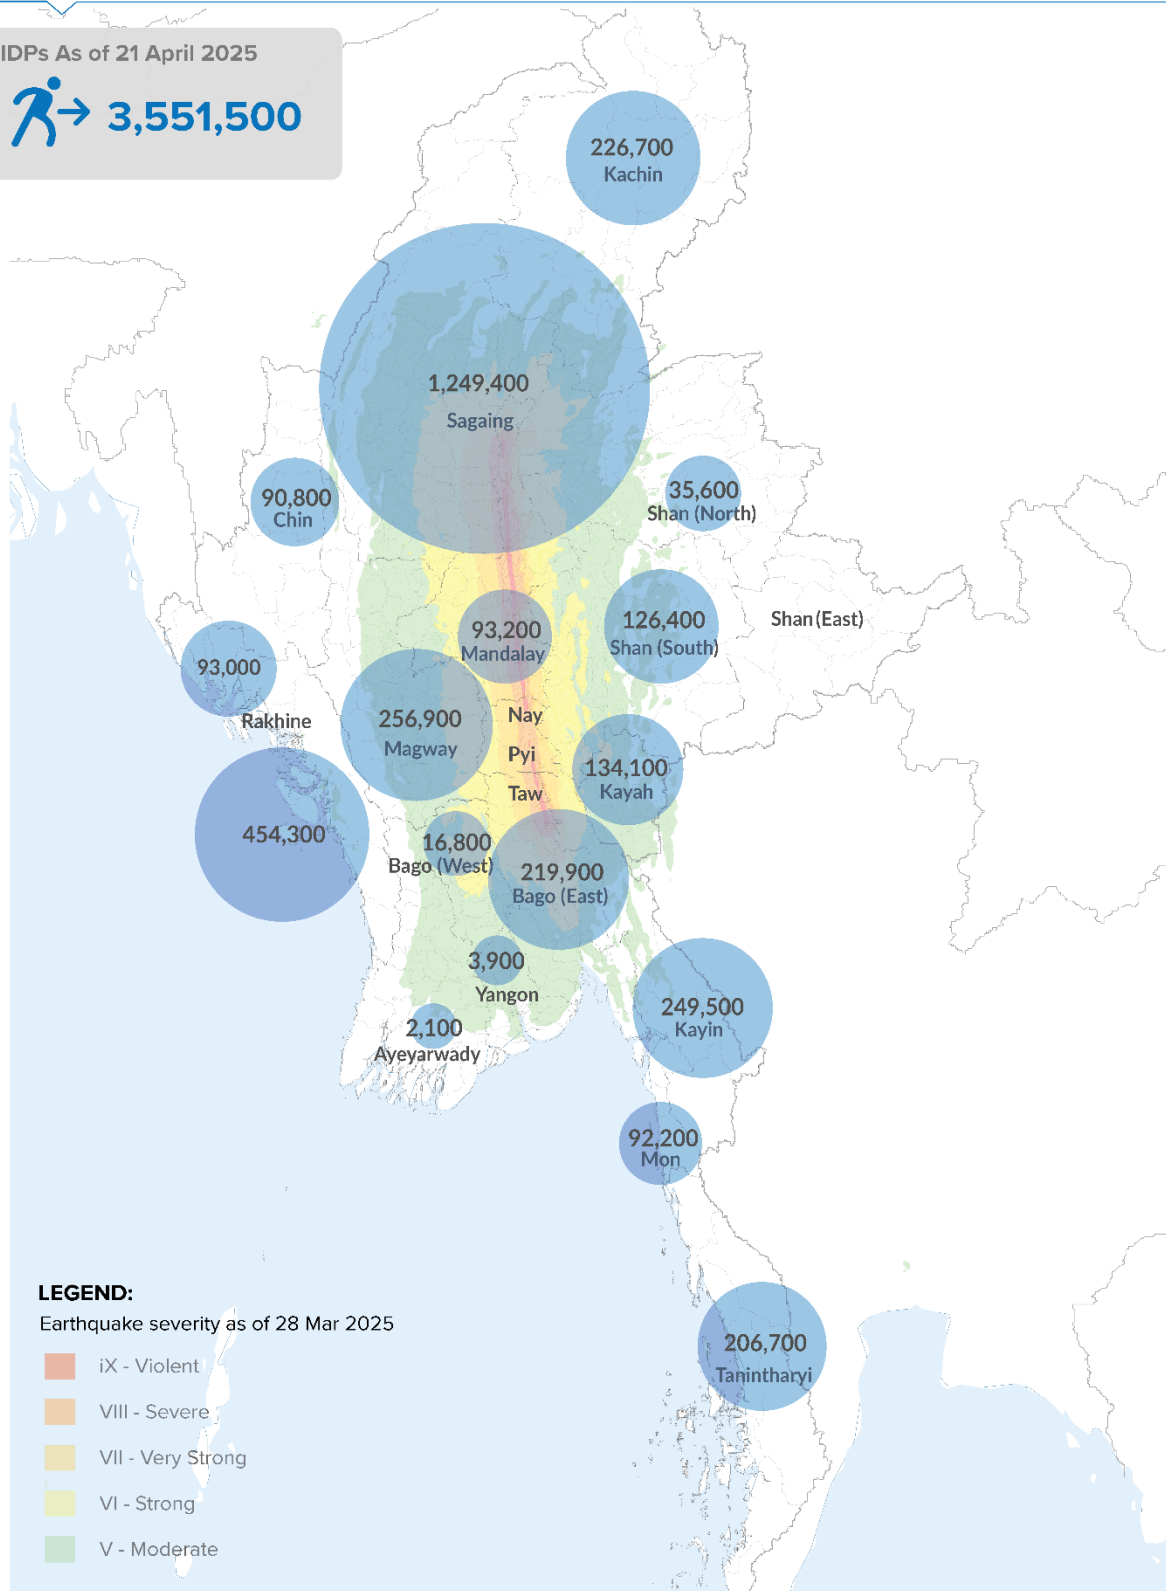 IDPs As of 21 April 2025
3,551,500
226,700
Kachin
1,249,400
Sagaing
90,800
Chin
35,600
Shan (North)
93,200
Mandalay
126,400
Shan (South)
Shan (East)
93,000
Rakhine
256,900
Magway
Nay
Pyi
Taw
134,100
Kayah
454,300
16,800
Bago (West)
219,900
Bago (East)
3,900
Yangon
249,500
Kayin
2,100
Ayeyarwady
92,200
Mon
206,700
Tanintharyi
LEGEND:
Earthquake severity as of 28 Mar 2025
iX - Violent
VIII - Severe
VII - Very Strong
VI - Strong
V - Moderate